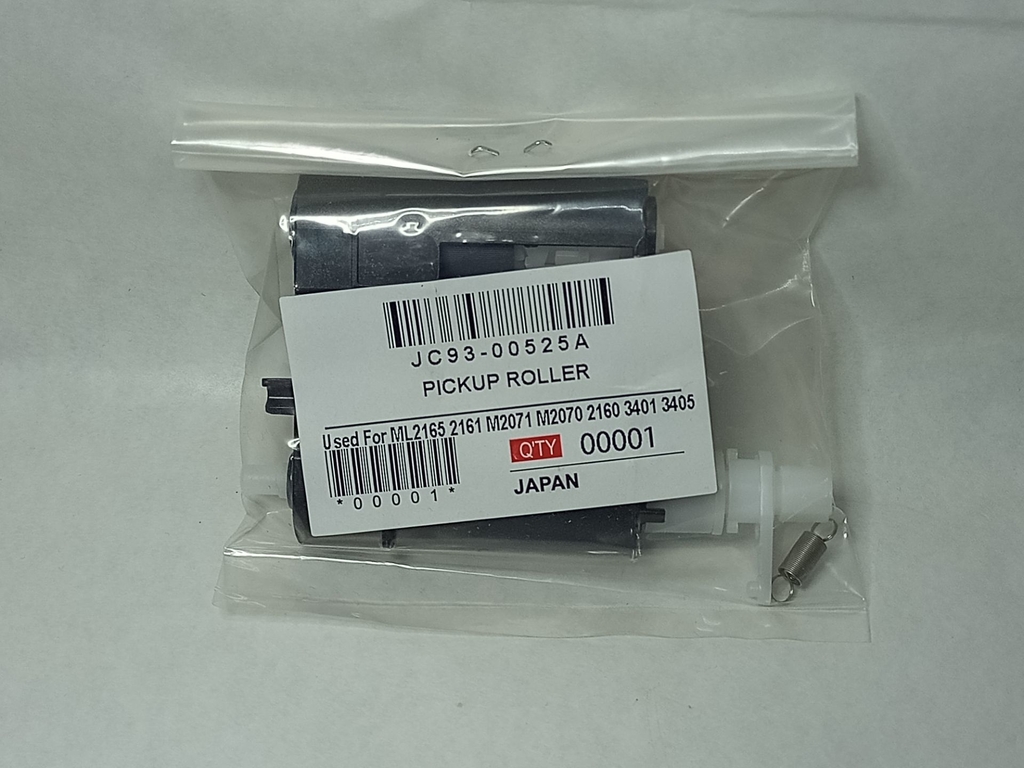 JC93-00525A
PICKUP ROLLER
Used For ML2165 2161 M2071 M2070 2160 3401 3405
Q'TY 00001
*00001*
JAPAN